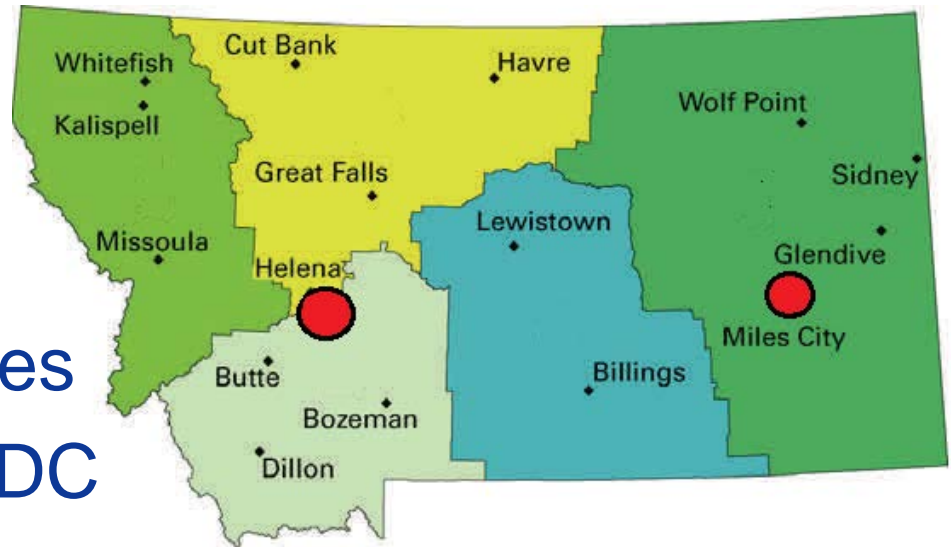 Cut Bank
Whitefish
Havre
Kalispell
Wolf Point
Great Falls
Sidney
Lewistown
Missoula
Glendive
Helena
Miles City
es
Butte
Billings
Bozeman
DC
Dillon